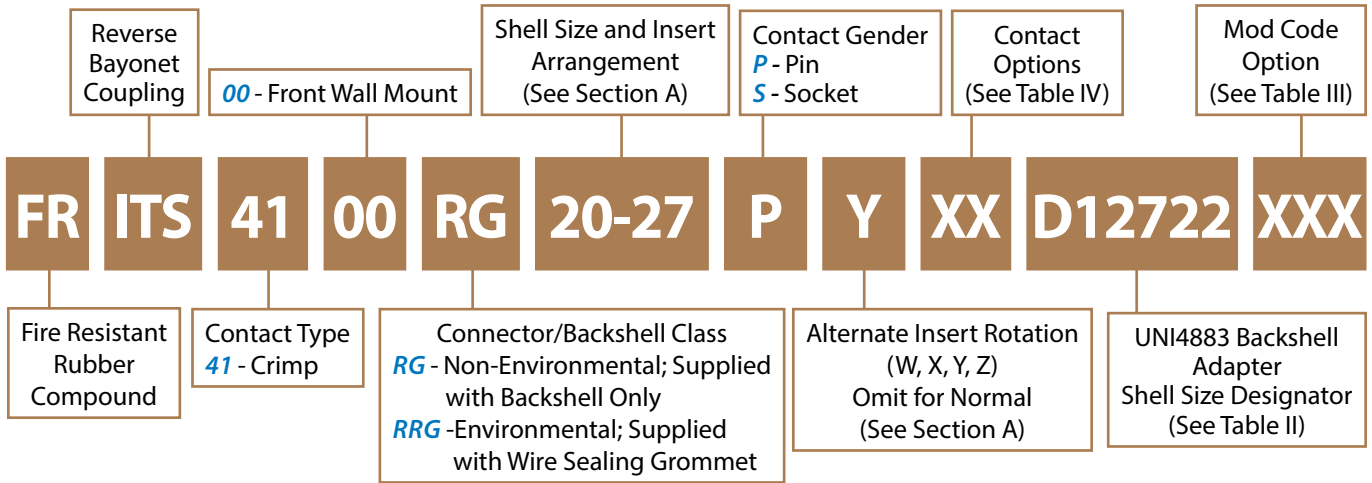 Reverse
Bayonet
Coupling
00 - Front Wall Mount
Shell Size and Insert
Arrangement
(See Section A)
Contact Gender
P - Pin
S - Socket
Contact
Options
(See Table IV)
Mod Code
Option
(See Table III)
FR ITS 41 00 RG 20-27 P Y XX D12722 XXX
Fire Resistant
Rubber
Compound
Contact Type
41 - Crimp
Connector/Backshell Class
RG - Non-Environmental; Supplied
with Backshell Only
RRG -Environmental; Supplied
with Wire Sealing Grommet
Alternate Insert Rotation
(W, X, Y, Z)
Omit for Normal
(See Section A)
UNI4883 Backshell
Adapter
Shell Size Designator
(See Table II)